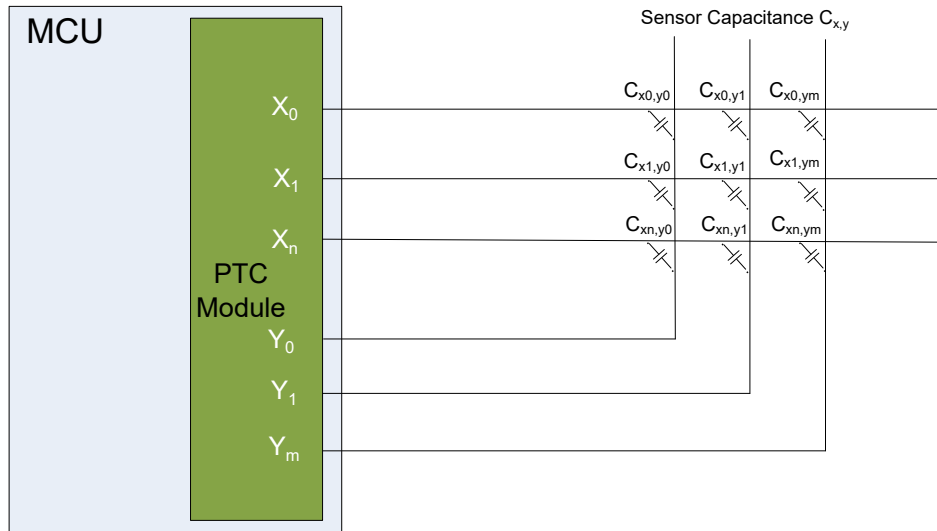 MCU
Sensor Capacitance Cx,y
X0
Cx0,y0 Cx0,y1 Cx0,ym
X1
Cx1,y0 Cx1,y1 Cx1,ym
Xn
Cxn,y0 Cxn,y1 Cxn,ym
PTC
Module
Y0
Y1
Ym